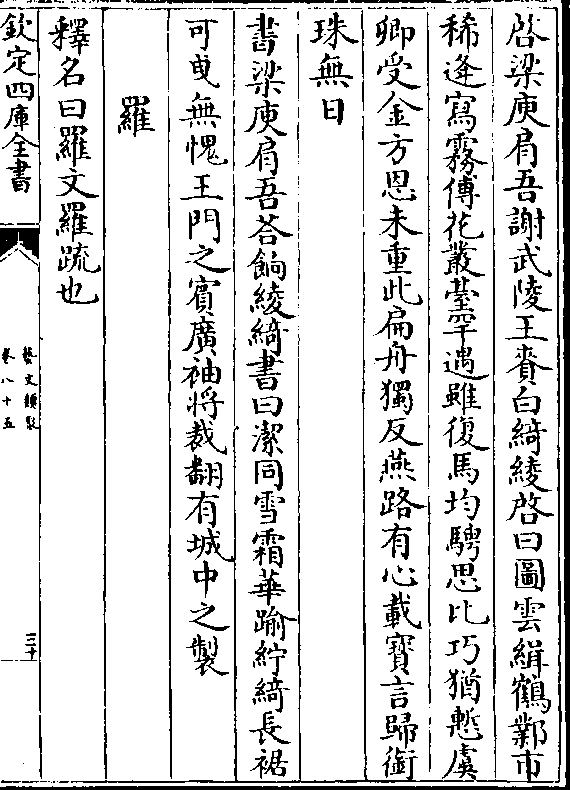 啓梁庾肩吾謝武陵王賚白綺綾啓曰圖雲緝鶴鄴市
稀逢寫霧傅花叢臺罕遇雖復馬均騁思比巧猶慙虞
卿受金方恩未重此扁舟獨反燕路有心載寳言歸銜
珠無日
書梁庾肩吾荅餉綾綺書曰潔同雪霜華踰紵綺長裾
可曵無愧王門之賓廣袖將裁翻有城中之製
羅
釋名曰羅文羅疏也
欽定四庫全書
藝文類聚
卷八十五
三十